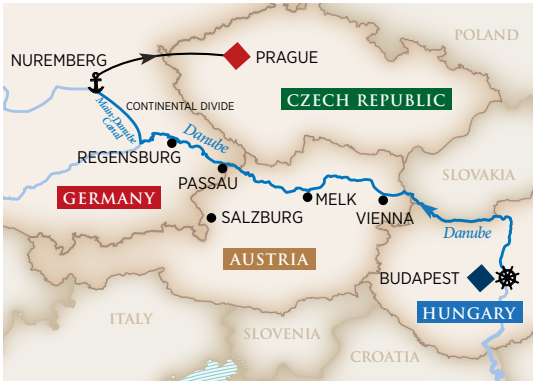 POLAND
NUREMBERG
PRAGUE
CZECH REPUBLIC
CONTINENTAL DIVIDE
Main-Danube
Canal
Danube
REGENSBURG
PASSAU
SLOVAKIA
GERMANY
MELK
SALZBURG
VIENNA
Danube
AUSTRIA
BUDAPEST
HUNGARY
ITALY
SLOVENIA
CROATIA